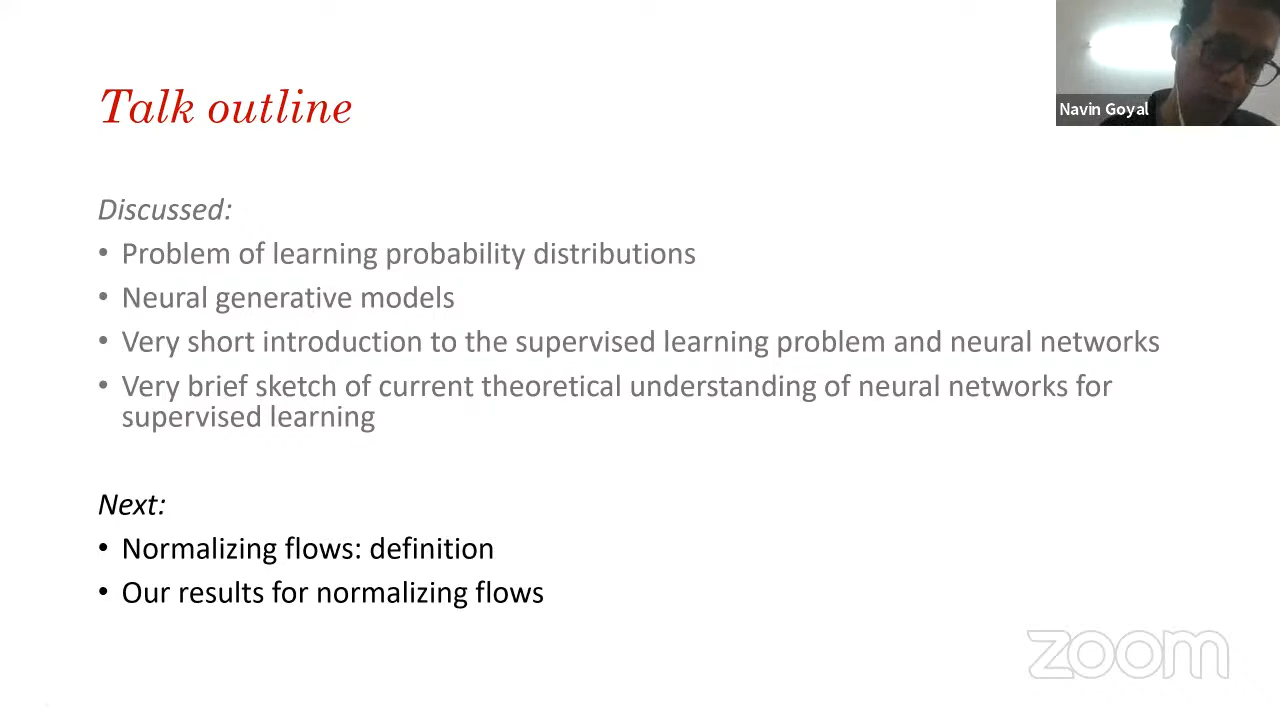 Talk outline
Navin Goyal
Discussed:
• Problem of learning probability distributions
• Neural generative models
• Very short introduction to the supervised learning problem and neural networks
• Very brief sketch of current theoretical understanding of neural networks for
supervised learning
Next:
• Normalizing flows: definition
• Our results for normalizing flows
zoom